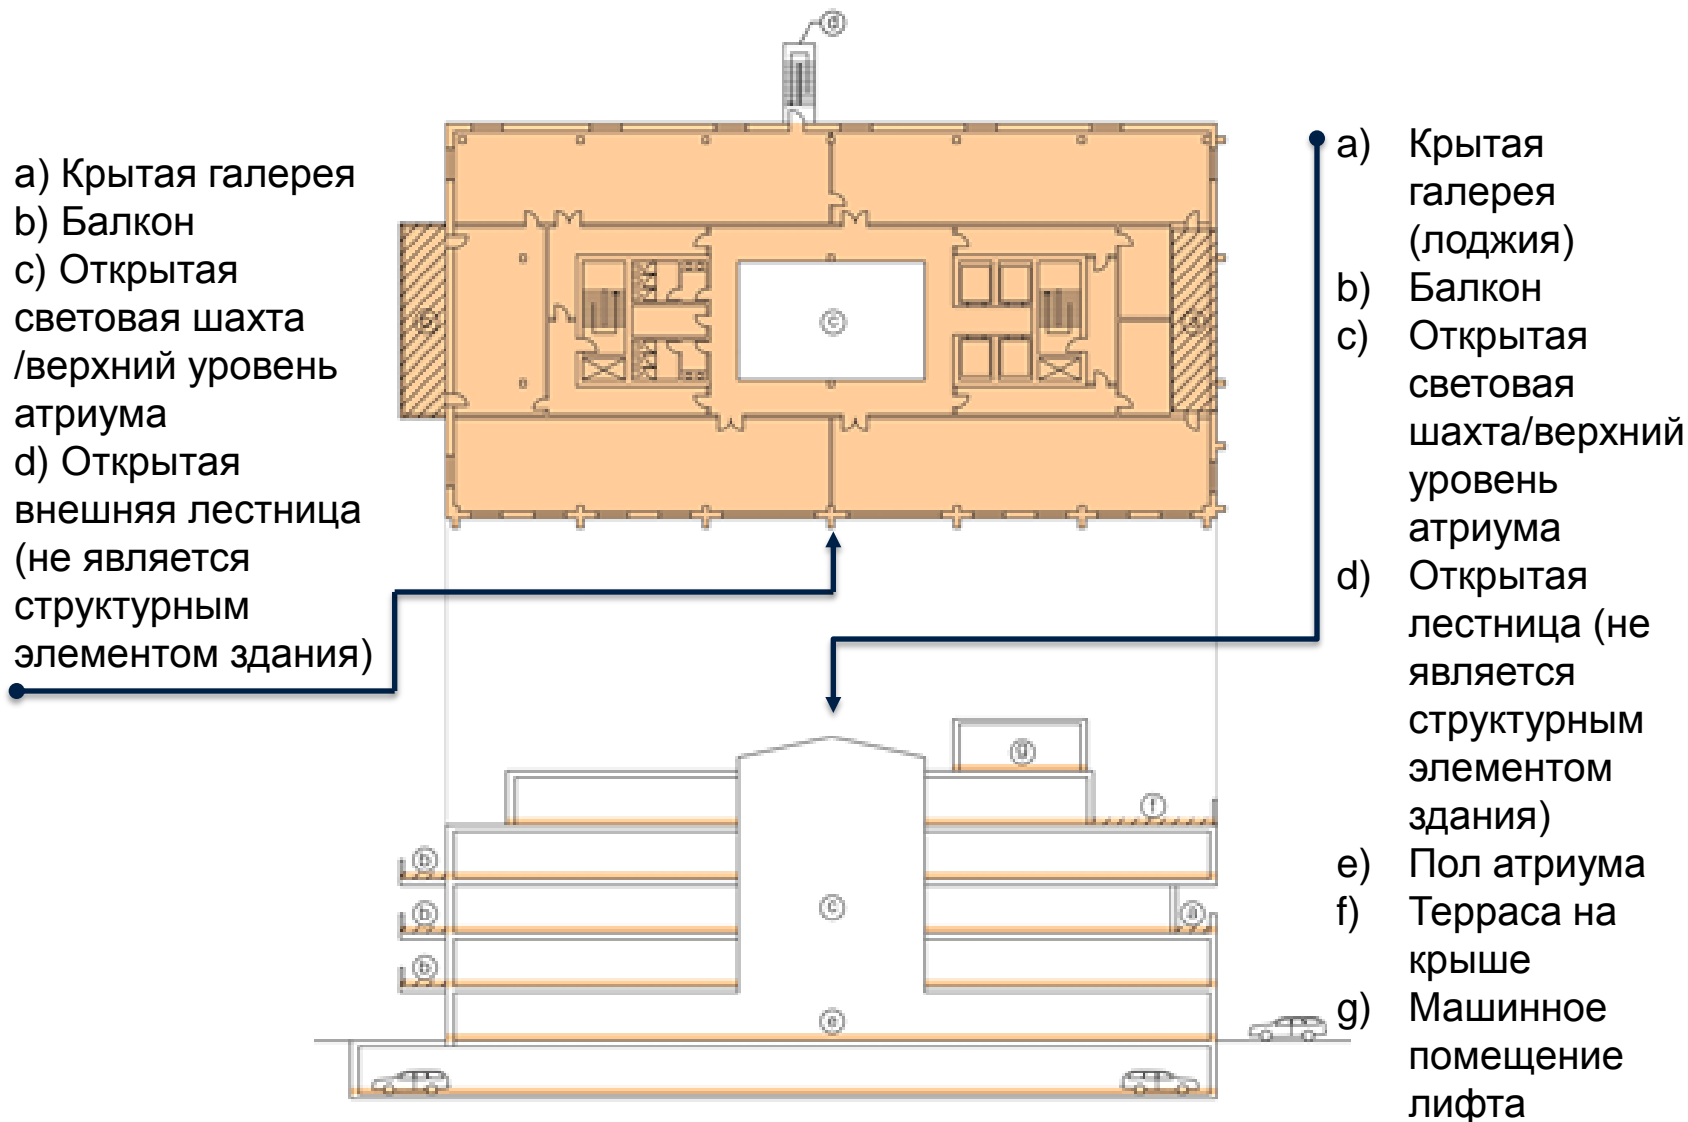 a) Крытая галерея
b) Балкон
c) Открытая
световая шахта
/верхний уровень
атриума
d) Открытая
внешняя лестница
(не является
структурным
элементом здания)
d
b
c
a
a) Крытая
галерея
(лоджия)
b) Балкон
c) Открытая
световая
шахта/верхний
уровень
атриума
d) Открытая
лестница (не
является
структурным
элементом
здания)
e) Пол атриума
f) Терраса на
крыше
g) Машинное
помещение
лифта
g
f
b
b
c
a
b
e